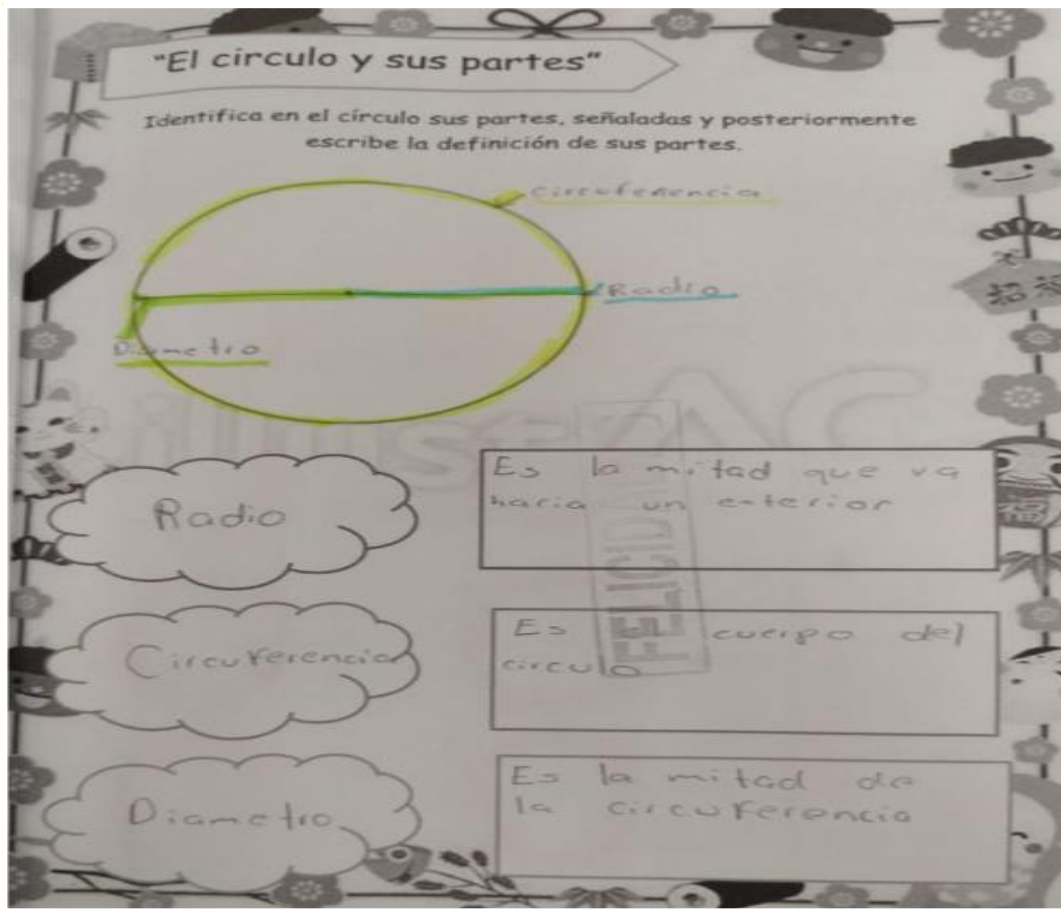 "El circulo y sus partes"
Identifica en el círculo sus partes, señaladas y posteriormente
escribe la definición de sus partes.
Circuferencia
Radio
Diametro
Radio
Es la mitad que va
haria un exterior
Circuferencia
Es cuerpo del
circulo
Diametro
Es la mitad de
la circuferencia